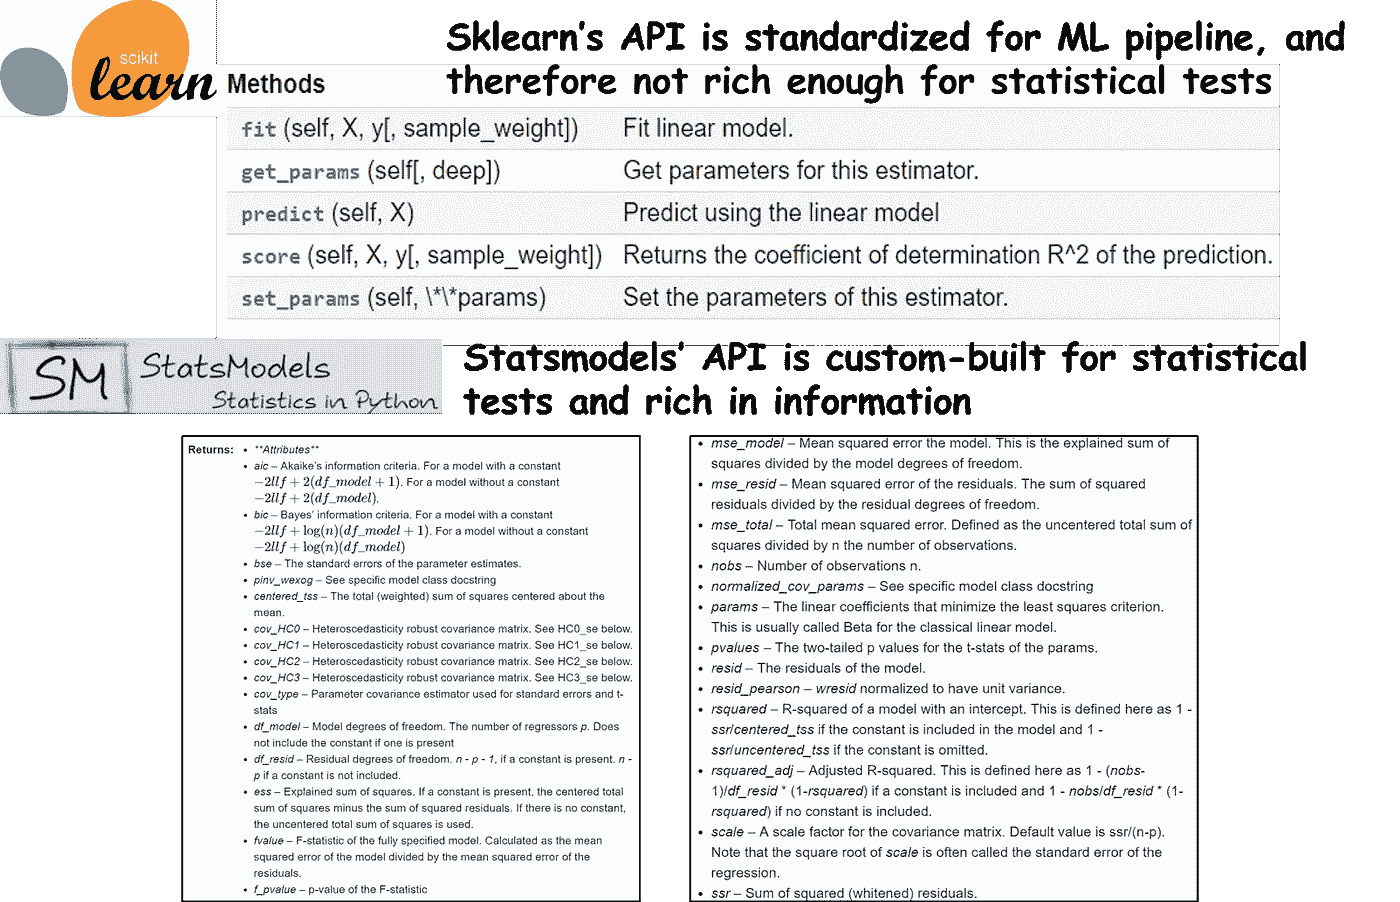 scikit
learn
Sklearn's API is standardized for ML pipeline, and
therefore not rich enough for statistical tests
Methods
fit (self, X, y[, sample_weight]) Fit linear model.
get_params (self[, deep]) Get parameters for this estimator.
predict (self, X) Predict using the linear model
score (self, X, y[, sample_weight]) Returns the coefficient of determination R^2 of the prediction.
set_params (self, \*\*params) Set the parameters of this estimator.
SM StatsModels
Statistics in Python
Statsmodels' API is custom-built for statistical
tests and rich in information
Returns: • **Attributes**
• aic – Akaike's information criteria. For a model with a constant
−2llf + 2(df_model + 1). For a model without a constant
−2llf + 2(df_model).
• bic – Bayes' information criteria. For a model with a constant
−2llf + log(n)(df_model + 1). For a model without a constant
−2llf + log(n)(df_model)
• bse – The standard errors of the parameter estimates.
• pinv_wexog – See specific model class docstring
• centered_tss – The total (weighted) sum of squares centered about the
mean.
• cov_HC0 – Heteroscedasticity robust covariance matrix. See HC0_se below.
• cov_HC1 – Heteroscedasticity robust covariance matrix. See HC1_se below.
• cov_HC2 – Heteroscedasticity robust covariance matrix. See HC2_se below.
• cov_HC3 – Heteroscedasticity robust covariance matrix. See HC3_se below.
• cov_type – Parameter covariance estimator used for standard errors and t-
stats
• df_model – Model degrees of freedom. The number of regressors p. Does
not include the constant if one is present
• df_resid – Residual degrees of freedom. n - p - 1, if a constant is present. n -
p if a constant is not included.
• ess – Explained sum of squares. If a constant is present, the centered total
sum of squares minus the sum of squared residuals. If there is no constant,
the uncentered total sum of squares is used.
• fvalue – F-statistic of the fully specified model. Calculated as the mean
squared error of the model divided by the mean squared error of the
residuals.
• f_pvalue – p-value of the F-statistic
• mse_model – Mean squared error the model. This is the explained sum of
squares divided by the model degrees of freedom.
• mse_resid – Mean squared error of the residuals. The sum of squared
residuals divided by the residual degrees of freedom.
• mse_total – Total mean squared error. Defined as the uncentered total sum of
squares divided by n the number of observations.
• nobs – Number of observations n.
• normalized_cov_params – See specific model class docstring
• params – The linear coefficients that minimize the least squares criterion.
This is usually called Beta for the classical linear model.
• pvalues – The two-tailed p values for the t-stats of the params.
• resid – The residuals of the model.
• resid_pearson – wresid normalized to have unit variance.
• rsquared – R-squared of a model with an intercept. This is defined here as 1 -
ssr/centered_tss if the constant is included in the model and 1 -
ssr/uncentered_tss if the constant is omitted.
• rsquared_adj – Adjusted R-squared. This is defined here as 1 - (nobs-
1)/df_resid * (1-rsquared) if a constant is included and 1 - nobs/df_resid * (1-
rsquared) if no constant is included.
• scale – A scale factor for the covariance matrix. Default value is ssr/(n-p).
Note that the square root of scale is often called the standard error of the
regression.
• ssr – Sum of squared (whitened) residuals.